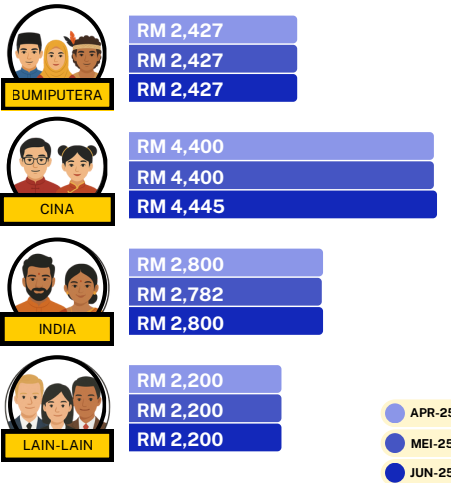 RM 2,427
RM 2,427
RM 2,427
BUMIPUTERA
RM 4,400
RM 4,400
RM 4,445
CINA
RM 2,800
RM 2,782
RM 2,800
INDIA
RM 2,200
RM 2,200
RM 2,200
LAIN-LAIN
APR-25
MEI-25
JUN-25